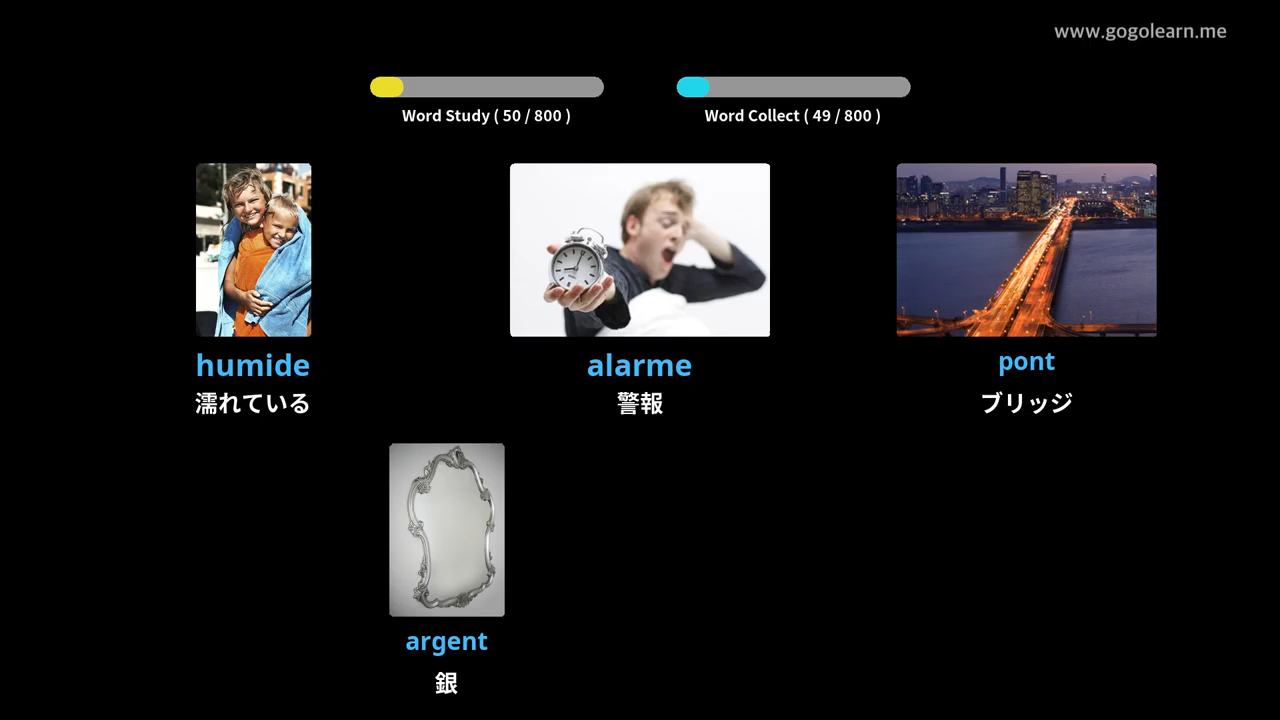 www.gogolearn.me
Word Study ( 50 / 800 )
Word Collect ( 49 / 800 )
humide
濡れている
alarme
警報
pont
ブリッジ
argent
銀